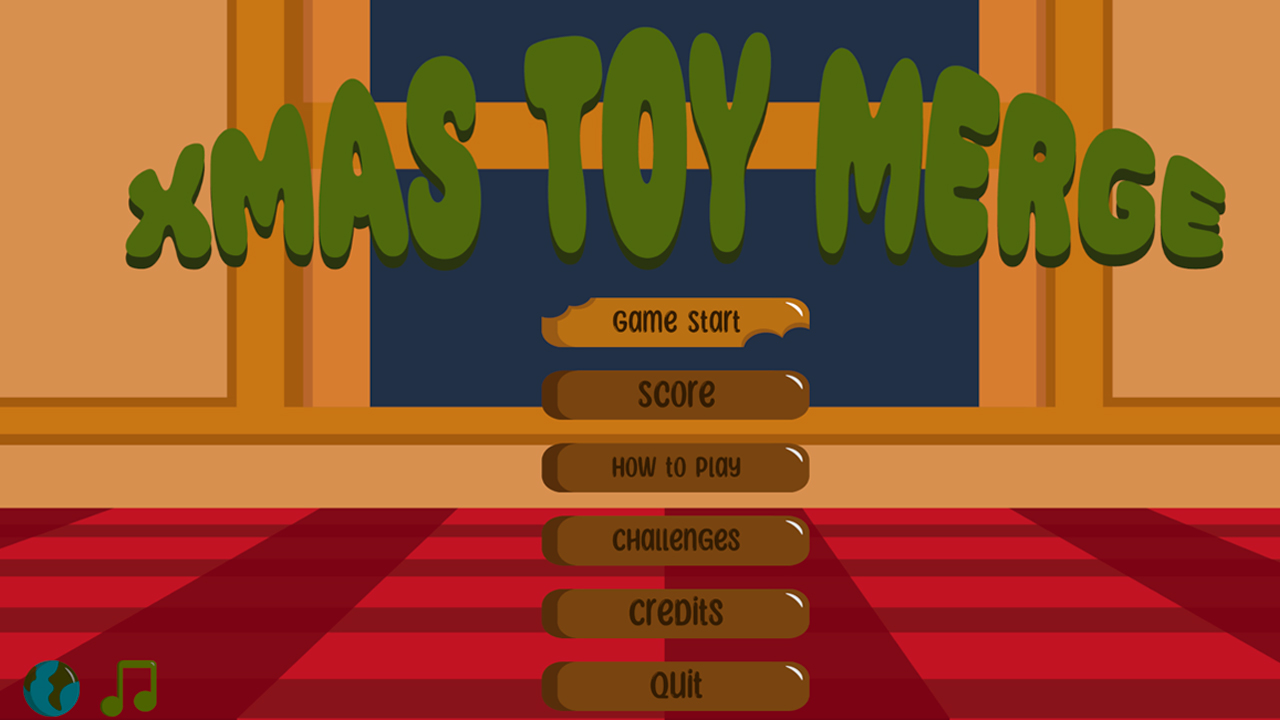 XMAS TOY MERGE
Game Start
Score
How to Play
Challenges
Credits
Quit